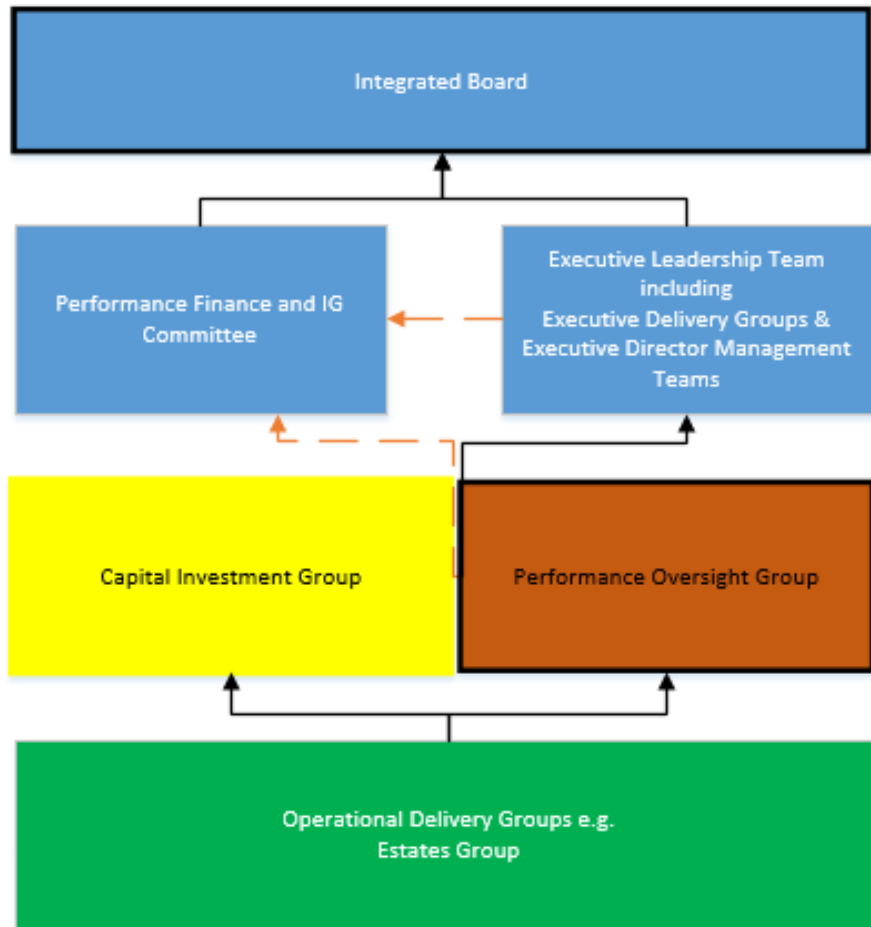 Integrated Board
Performance Finance and IG
Committee
Executive Leadership Team
including
Executive Delivery Groups &
Executive Director Management
Teams
Capital Investment Group
Performance Oversight Group
Operational Delivery Groups e.g.
Estates Group